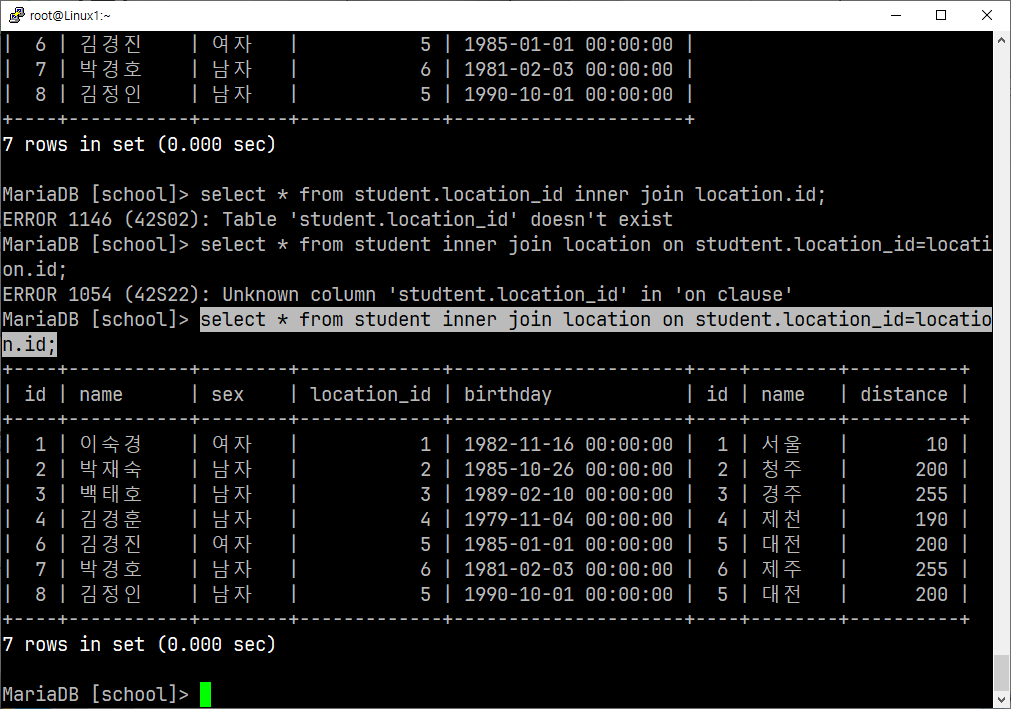 root@Linux1:~
|  6 | 김경진    | 여자   |           5 | 1985-01-01 00:00:00 |
|  7 | 박경호    | 남자   |           6 | 1981-02-03 00:00:00 |
|  8 | 김정인    | 남자   |           5 | 1990-10-01 00:00:00 |
+----+-----------+--------+-------------+---------------------+
7 rows in set (0.000 sec)
MariaDB [school]> select * from student.location_id inner join location.id;
ERROR 1146 (42S02): Table 'student.location_id' doesn't exist
MariaDB [school]> select * from student inner join location on studtent.location_id=locati
on.id;
ERROR 1054 (42S22): Unknown column 'studtent.location_id' in 'on clause'
MariaDB [school]> select * from student inner join location on student.location_id=locatio
n.id;
+----+-----------+--------+-------------+---------------------+----+--------+----------+
| id | name      | sex    | location_id | birthday            | id | name   | distance |
+----+-----------+--------+-------------+---------------------+----+--------+----------+
|  1 | 이숙경    | 여자   |           1 | 1982-11-16 00:00:00 |  1 | 서울   |       10 |
|  2 | 박재숙    | 남자   |           2 | 1985-10-26 00:00:00 |  2 | 청주   |      200 |
|  3 | 백태호    | 남자   |           3 | 1989-02-10 00:00:00 |  3 | 경주   |      255 |
|  4 | 김경훈    | 남자   |           4 | 1979-11-04 00:00:00 |  4 | 제천   |      190 |
|  6 | 김경진    | 여자   |           5 | 1985-01-01 00:00:00 |  5 | 대전   |      200 |
|  7 | 박경호    | 남자   |           6 | 1981-02-03 00:00:00 |  6 | 제주   |      255 |
|  8 | 김정인    | 남자   |           5 | 1990-10-01 00:00:00 |  5 | 대전   |      200 |
+----+-----------+--------+-------------+---------------------+----+--------+----------+
7 rows in set (0.000 sec)
MariaDB [school]>